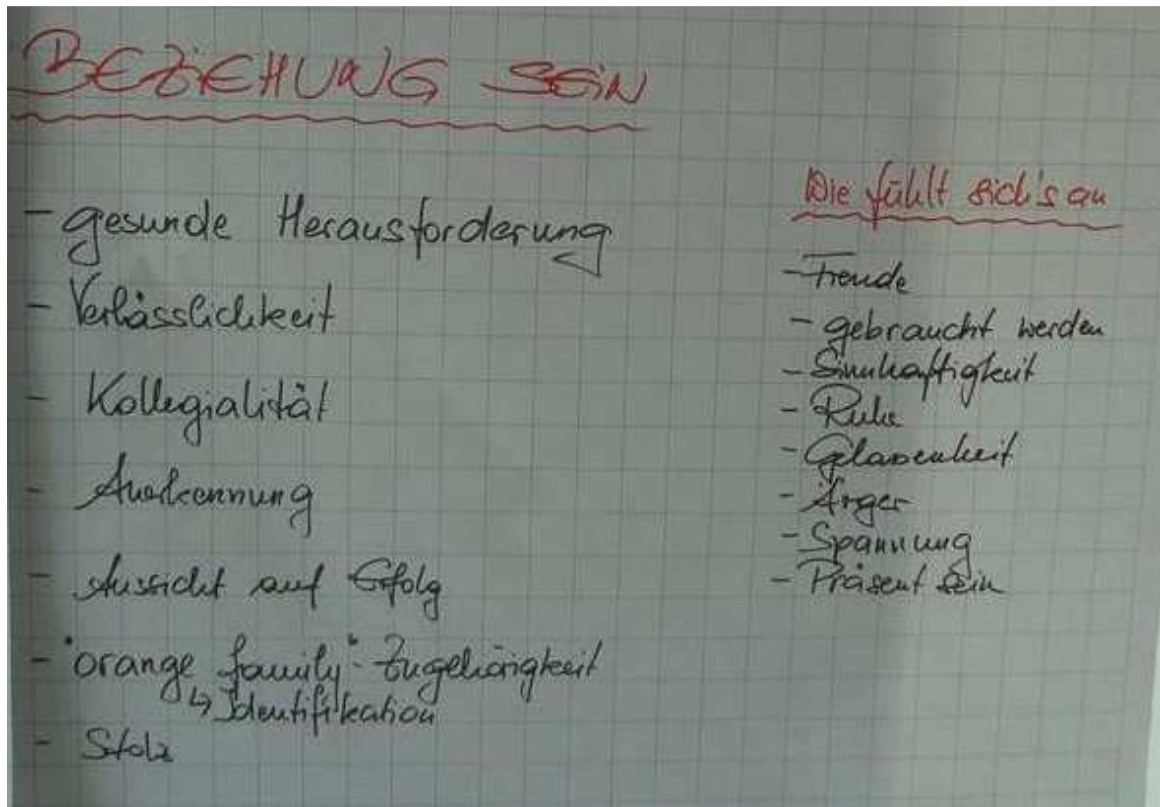 BEZiEHUNG SEiN
- gesunde Herausforderung
- Verlässlichkeit
- Kollegialität
- Anerkennung
- Aussicht auf Erfolg
- "orange family"- Zugehörigkeit
↳ Identifikation
- Stolz
Wie fühlt sich's an
- Freude
- gebraucht werden
- Sinnhaftigkeit
- Ruhe
- Gelassenheit
- Ärger
- Spannung
- Präsent sein